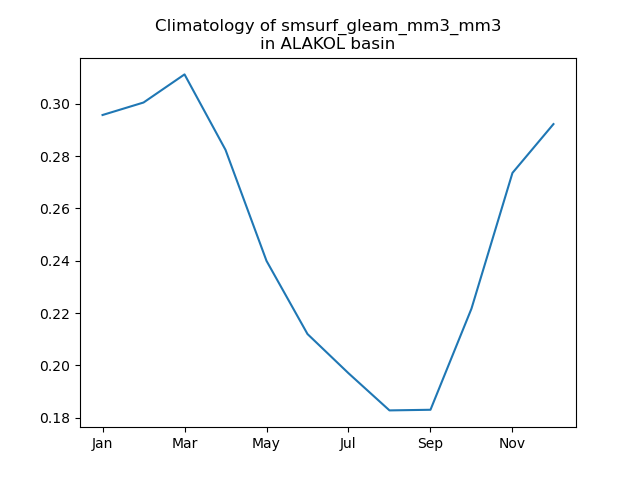 Climatology of smsurf_gleam_mm3_mm3
in ALAKOL basin
0.30
0.28
0.26
0.24
0.22
0.20
0.18
Jan Mar May Jul Sep Nov